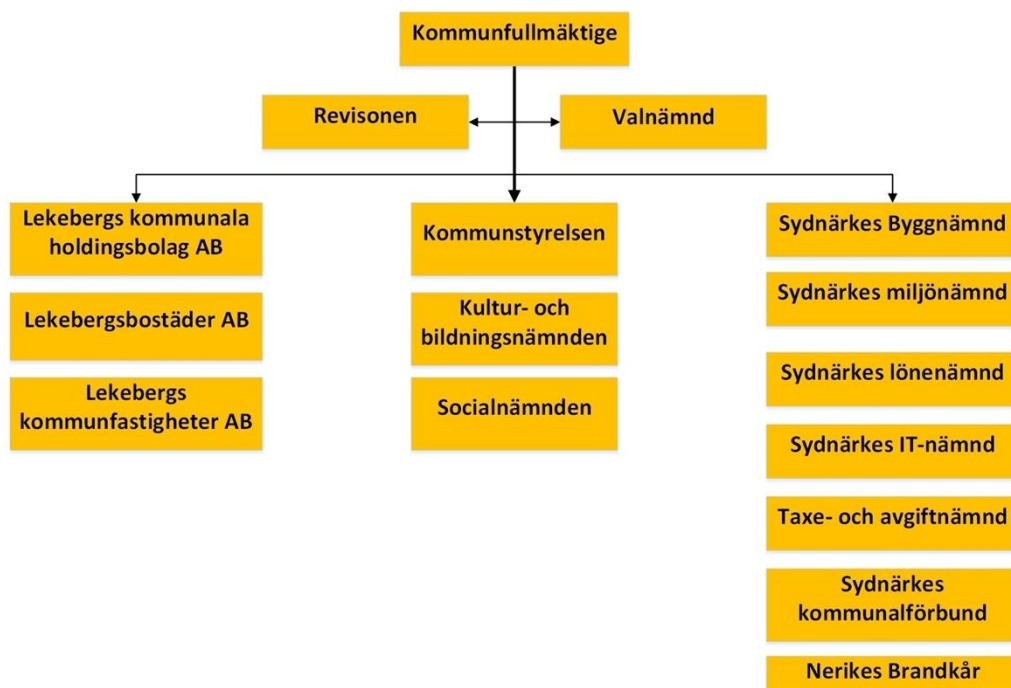 Kommunfullmäktige
Revisonen
Valnämnd
Lekebergs kommunala
holdingsbolag AB
Lekebergsbostäder AB
Lekebergs
kommunfastigheter AB
Kommunstyrelsen
Kultur- och
bildningsnämnden
Socialnämnden
Sydnärkes Byggnämnd
Sydnärkes miljönämnd
Sydnärkes lönenämnd
Sydnärkes IT-nämnd
Taxe- och avgiftnämnd
Sydnärkes
kommunalförbund
Nerikes Brandkår